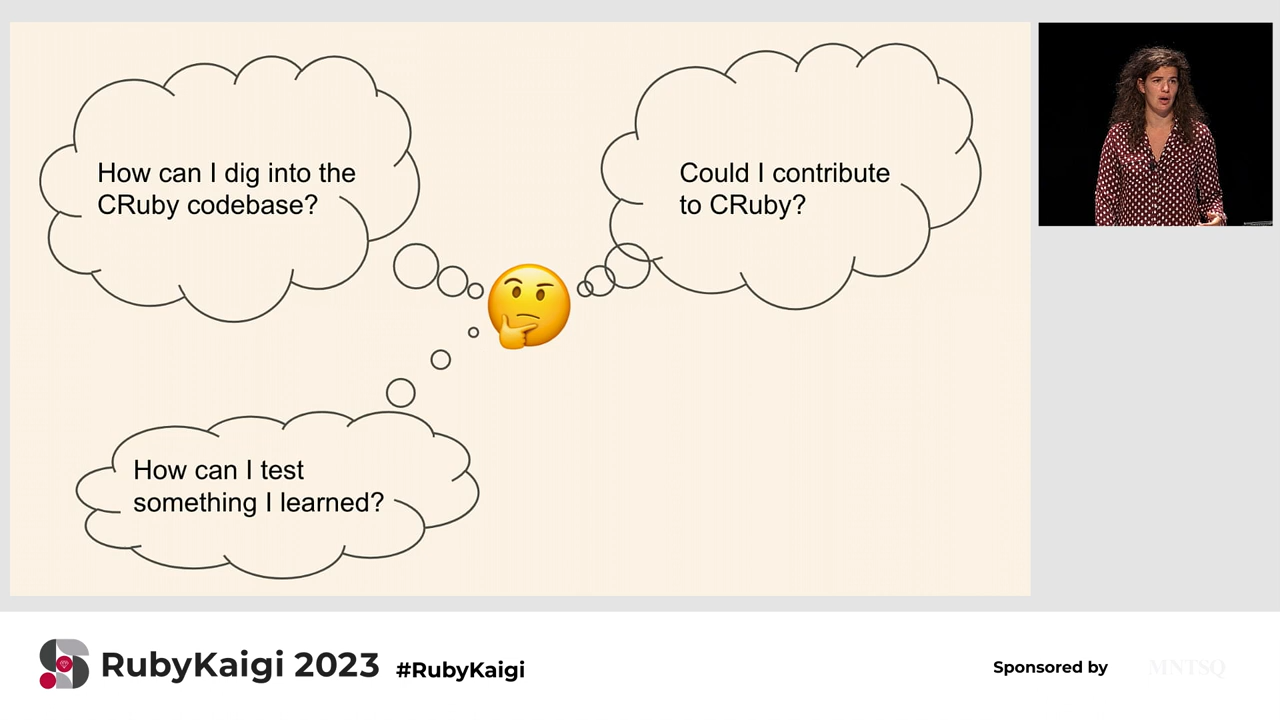 How can I dig into the
CRuby codebase?
Could I contribute
to CRuby?
How can I test
something I learned?
RubyKaigi 2023 #RubyKaigi
Sponsored by MNTSQ